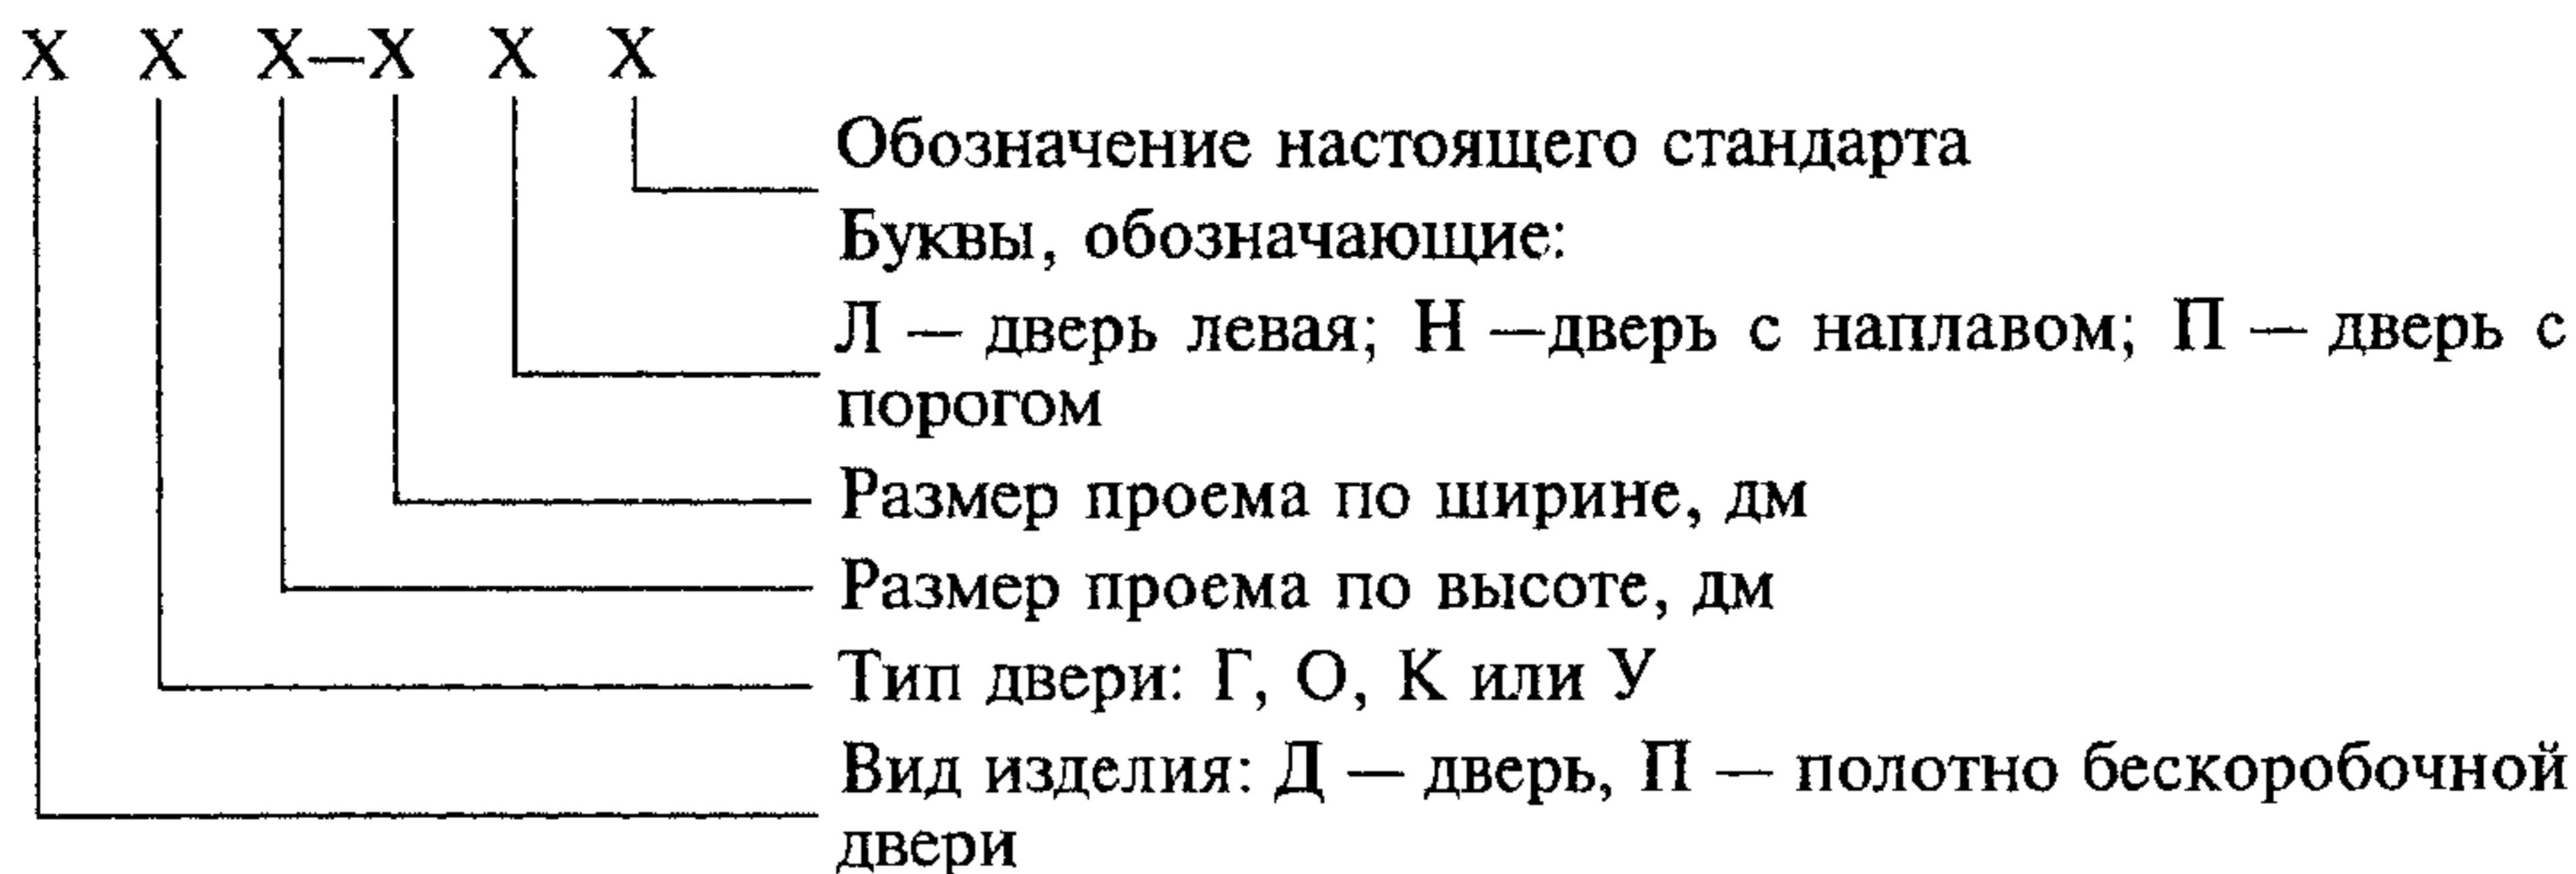 Х Х Х—Х Х Х
Обозначение настоящего стандарта
Буквы, обозначающие:
Л — дверь левая; Н —дверь с наплавом; П — дверь с
порогом
Размер проема по ширине, дм
Размер проема по высоте, дм
Тип двери: Г, О, К или У
Вид изделия: Д — дверь, П — полотно бескоробочной
двери